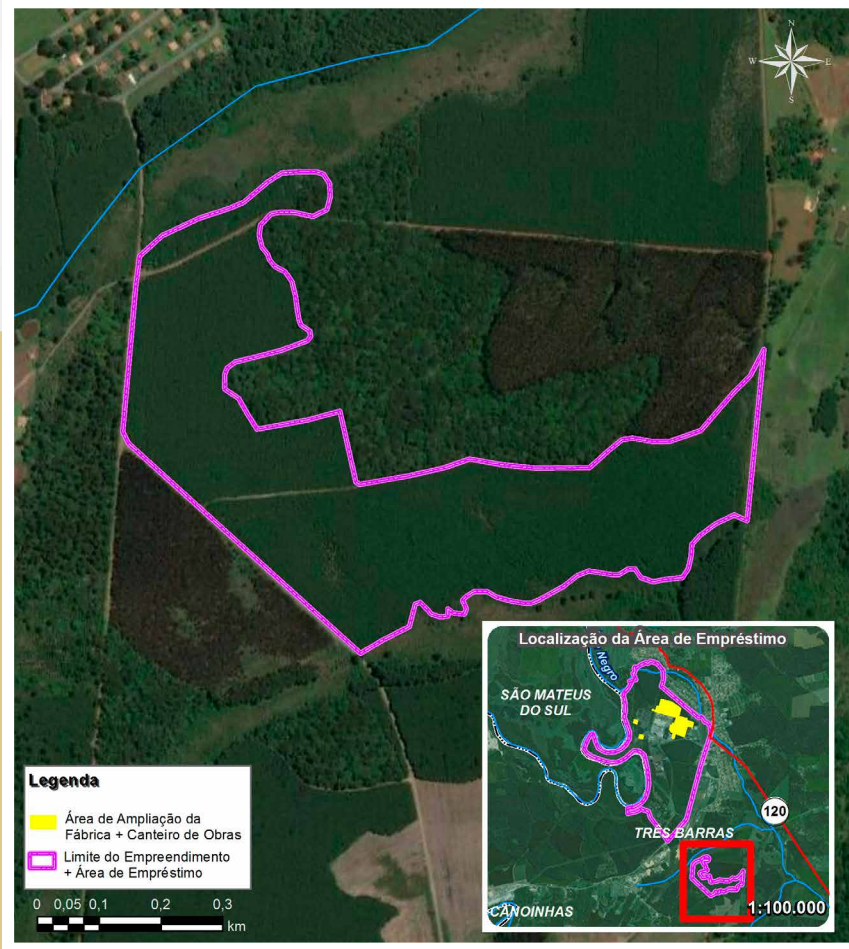 N
W
E
S
Localização da Área de Empréstimo
Negro
SÃO MATEUS
DO SUL
120
TRÊS BARRAS
1:100.000
CANOINHAS
Legenda
Área de Ampliação da
Fábrica + Canteiro de Obras
Limite do Empreendimento
+ Área de Empréstimo
0 0,05 0,1 0,2 0,3
km